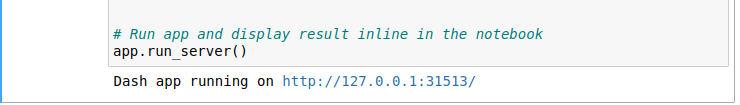 # Run app and display result inline in the notebook
app.run_server()
Dash app running on http://127.0.0.1:31513/